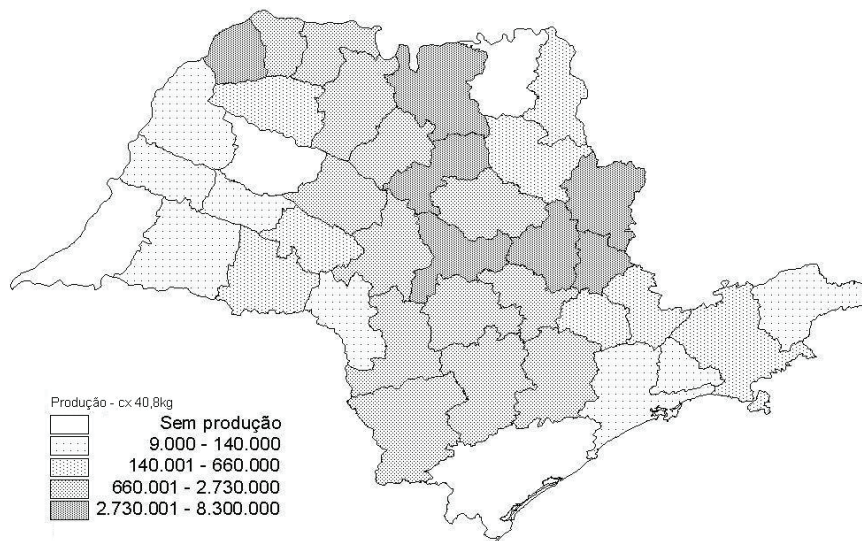 Produção - cx 40,8kg
Sem produção
9.000 - 140.000
140.001 - 660.000
660.001 - 2.730.000
2.730.001 - 8.300.000